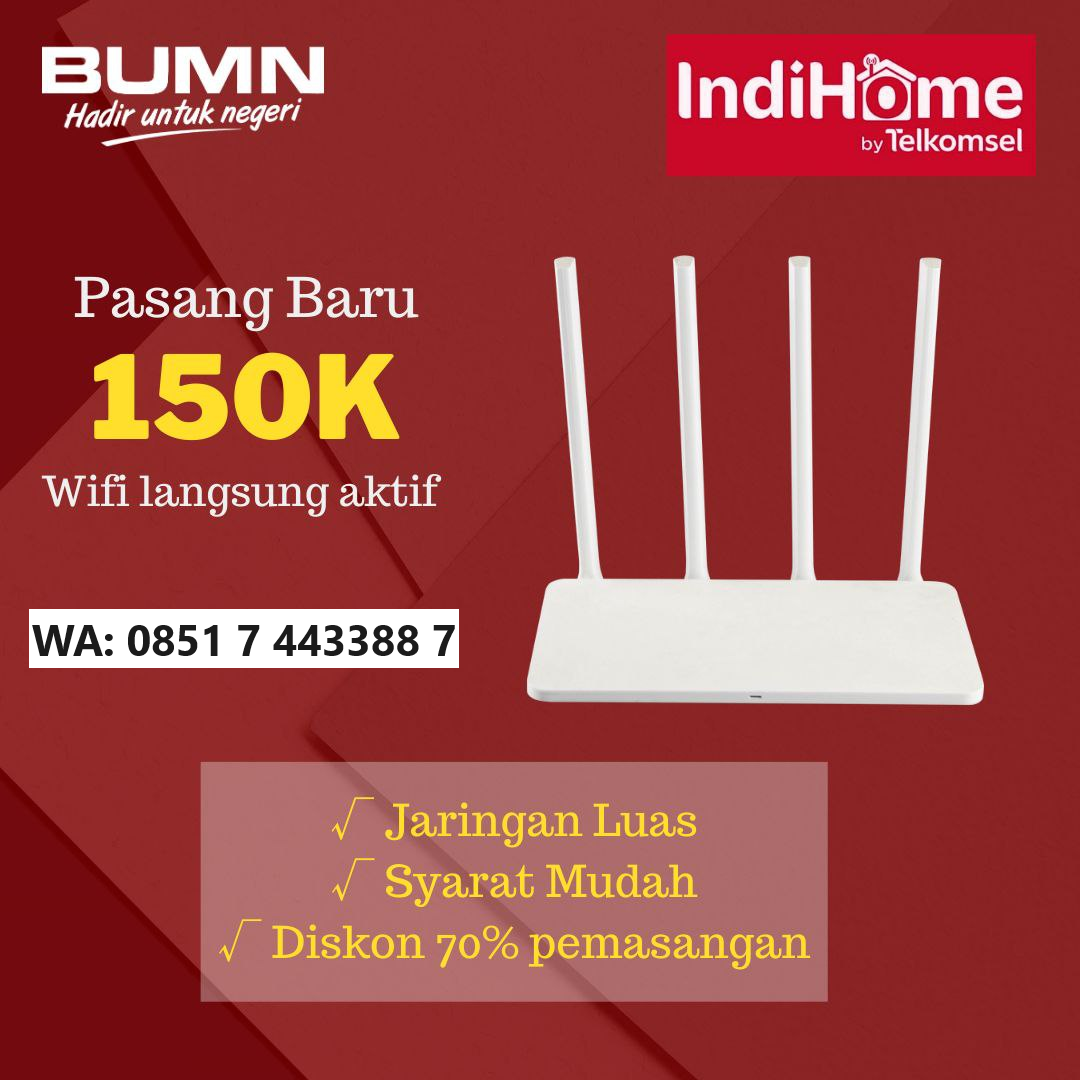 BUMN
Hadir untuk negeri
IndiHome
by Telkomsel
Pasang Baru
150K
Wifi langsung aktif
WA: 0851 7 443388 7
√ Jaringan Luas
√ Syarat Mudah
√ Diskon 70% pemasangan